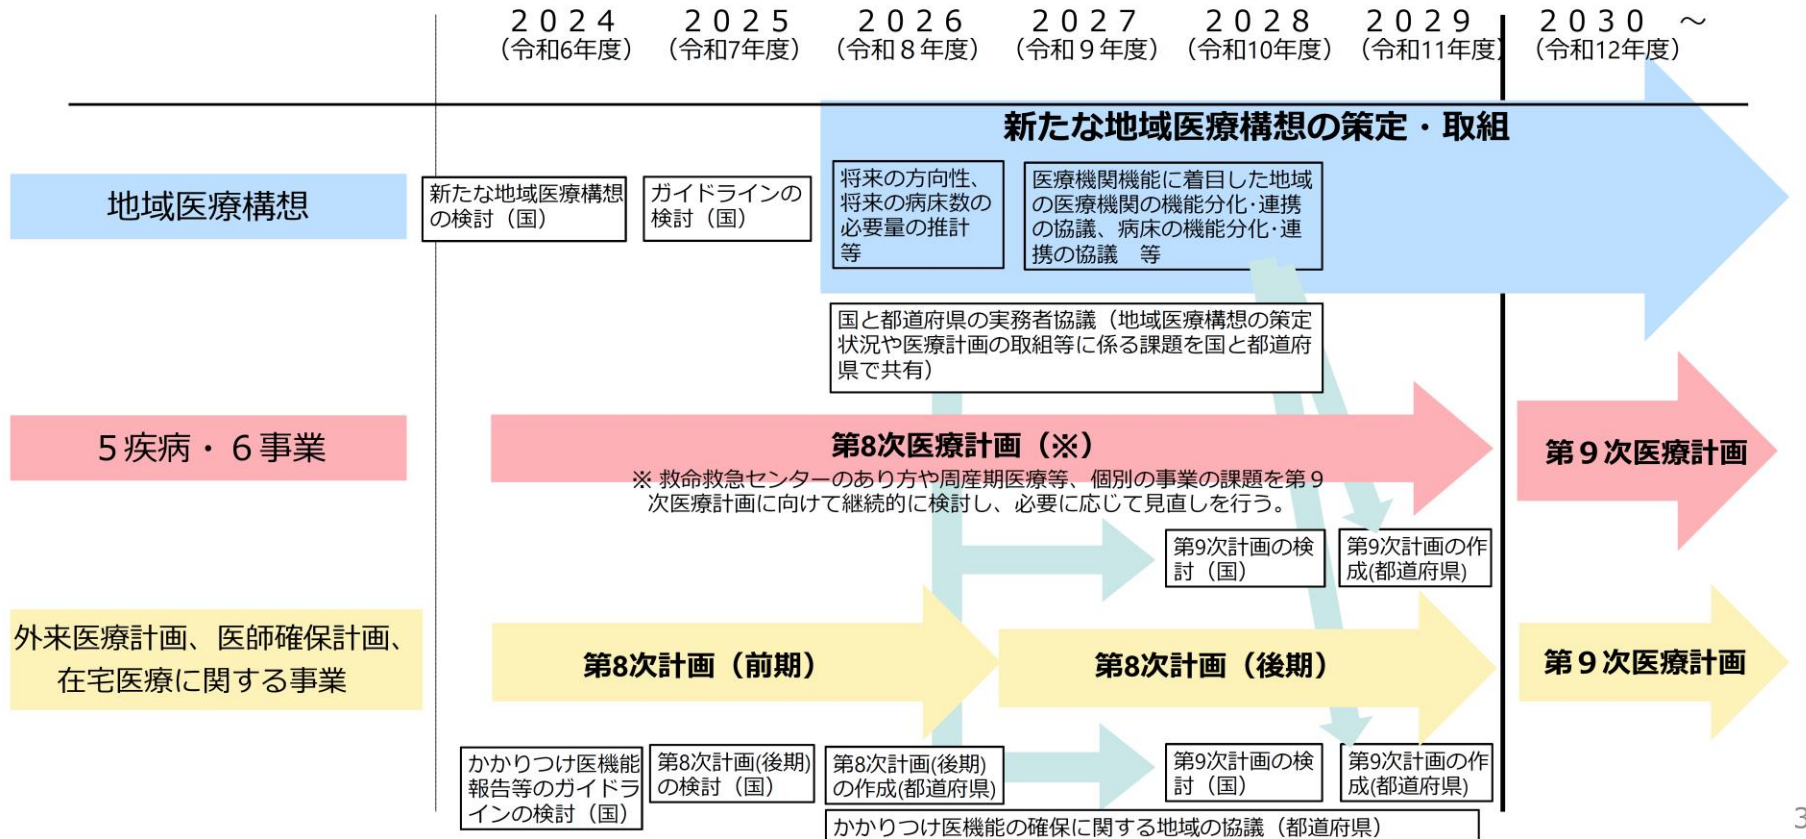 ２０２４
（令和6年度）
２０２５
（令和7年度）
２０２６
（令和８年度）
２０２７
（令和９年度）
２０２８
（令和10年度）
２０２９
（令和11年度）
２０３０　～
（令和12年度）
新たな地域医療構想の策定・取組
地域医療構想
新たな地域医療構想
の検討（国）
ガイドラインの
検討（国）
将来の方向性、
将来の病床数の
必要量の推計
等
医療機関機能に着目した地域
の医療機関の機能分化･連携
の協議、病床の機能分化･連
携の協議　等
国と都道府県の実務者協議（地域医療構想の策定
状況や医療計画の取組等に係る課題を国と都道府
県で共有）
５疾病・６事業
第8次医療計画（※）
※ 救命救急センターのあり方や周産期医療等、個別の事業の課題を第９
次医療計画に向けて継続的に検討し、必要に応じて見直しを行う。
第９次医療計画
第9次計画の検
討（国）
第9次計画の作
成(都道府県)
外来医療計画、医師確保計画、
在宅医療に関する事業
第8次計画（前期）
第8次計画（後期）
第９次医療計画
かかりつけ医機能
報告等のガイドラ
インの検討（国）
第8次計画(後期)
の検討（国）
第8次計画(後期)
の作成(都道府県)
第9次計画の検
討（国）
第9次計画の作
成(都道府県)
かかりつけ医機能の確保に関する地域の協議（都道府県）
3